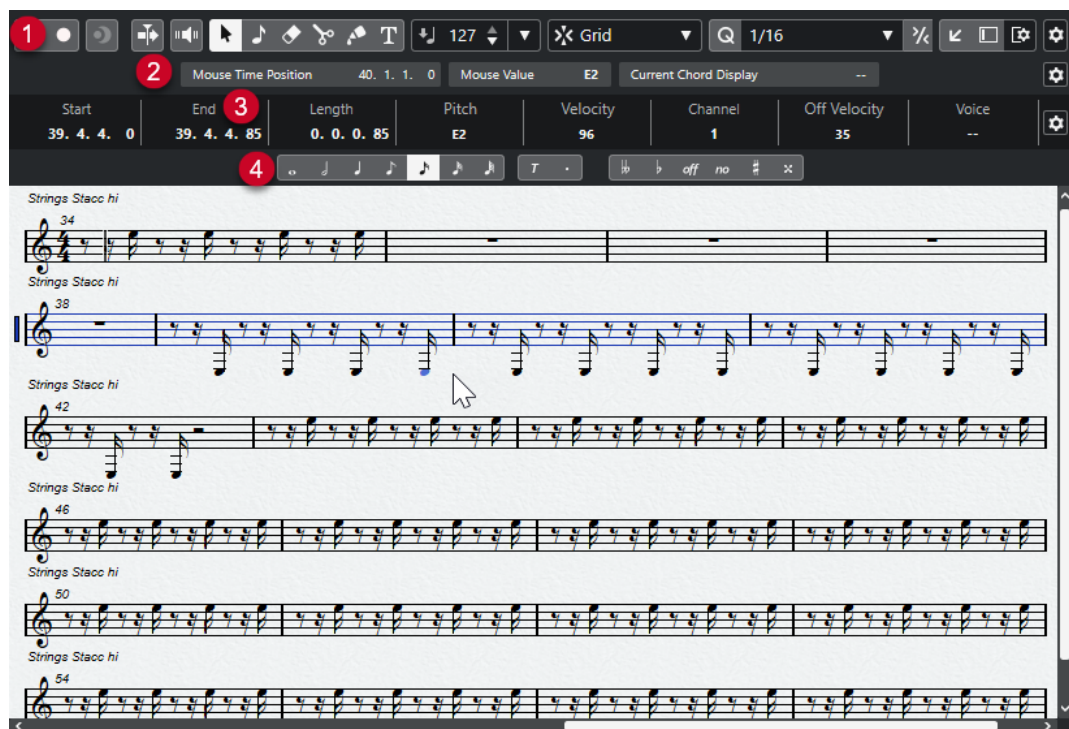 1 T 127 Grid Q 1/16
2 Mouse Time Position 40. 1. 1. 0 Mouse Value E2 Current Chord Display --
Start End 3 Length Pitch Velocity Channel Off Velocity Voice
39. 4. 4. 0 39. 4. 4. 85 0. 0. 0. 85 E2 96 1 35 --
4 T . off no x
Strings Stacc hi
34
4
4
Strings Stacc hi
38
Strings Stacc hi
42
Strings Stacc hi
46
Strings Stacc hi
50
Strings Stacc hi
54